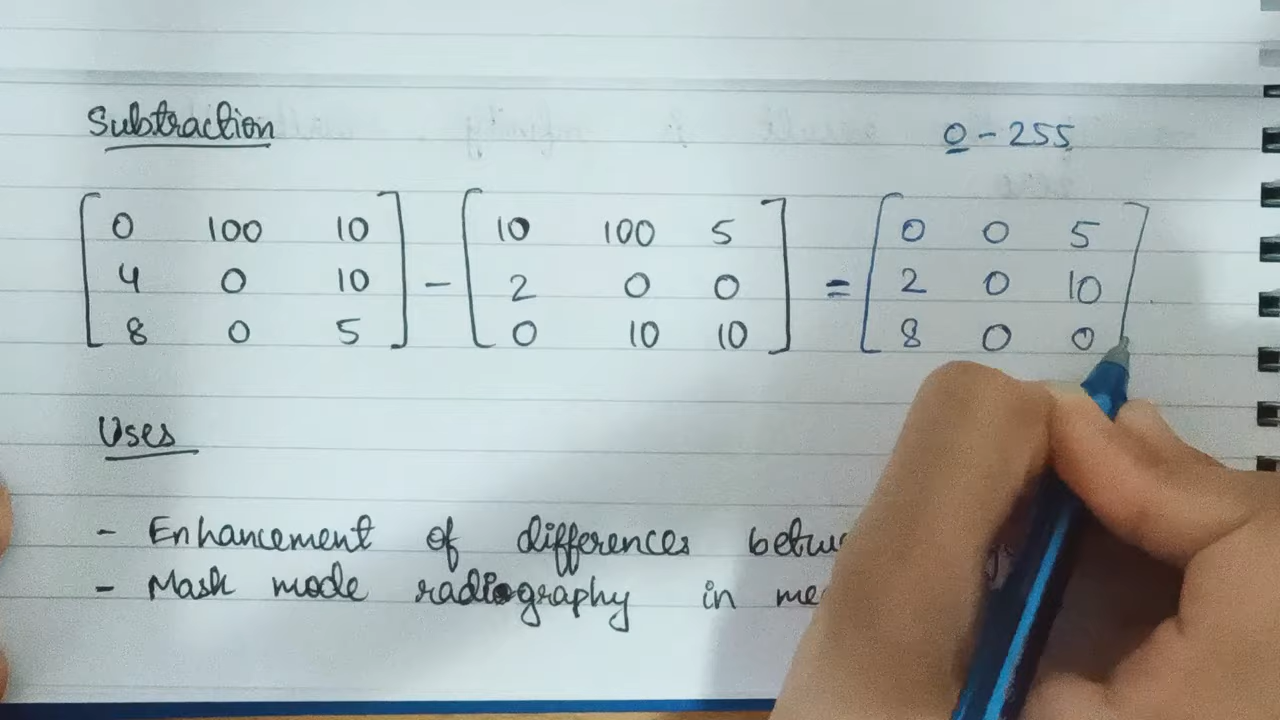 Subtraction
0 - 255
0 100 10 10 100 5 0 0 5
4 0 10 - 2 0 0 = 2 0 10
8 0 5 0 10 10 8 0 0
Uses
- Enhancement of differences
- Mask mode radiography in